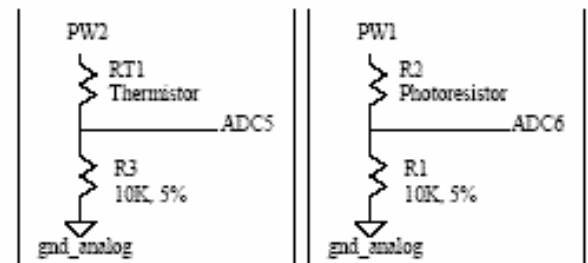 PW2
RT1
Thermistor
ADC5
R3
10K, 5%
gnd_analog
PW1
R2
Photoresistor
ADC6
R1
10K, 5%
gnd_analog